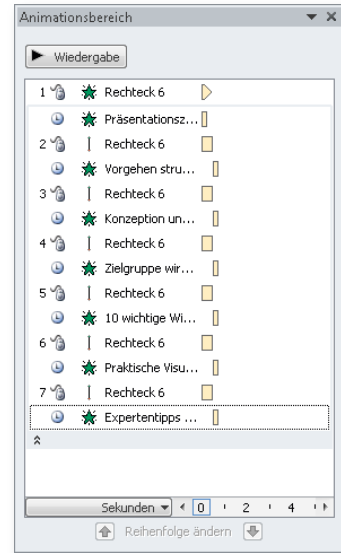 Animationsbereich
Wiedergabe
1 Rechteck 6
Präsentationsz...
2 Rechteck 6
Vorgehen stru...
3 Rechteck 6
Konzeption un...
4 Rechteck 6
Zielgruppe wir...
5 Rechteck 6
10 wichtige Wi...
6 Rechteck 6
Praktische Visu...
7 Rechteck 6
Expertentipps ...
Sekunden 0 2 4
Reihenfolge ändern